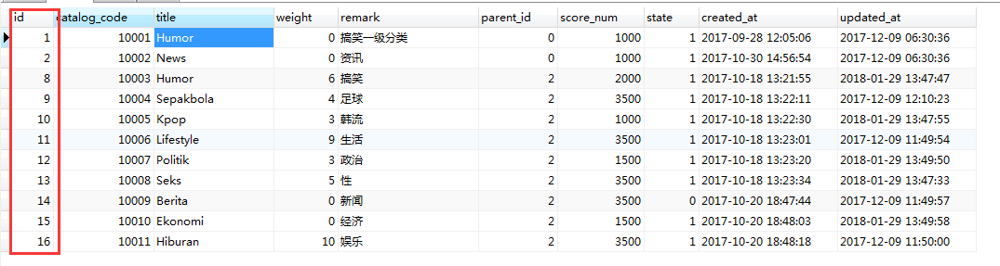 id catalog_code title weight remark parent_id score_num state created_at updated_at
1 10001 Humor 0 搞笑一级分类 0 1000 1 2017-09-28 12:05:06 2017-12-09 06:30:36
2 10002 News 0 资讯 0 1000 1 2017-10-30 14:56:54 2017-12-09 06:30:36
8 10003 Humor 6 搞笑 2 2000 1 2017-10-18 13:21:55 2018-01-29 13:47:47
9 10004 Sepakbola 4 足球 2 3500 1 2017-10-18 13:22:11 2017-12-09 12:10:23
10 10005 Kpop 3 韩流 2 1000 1 2017-10-18 13:22:30 2018-01-29 13:47:55
11 10006 Lifestyle 9 生活 2 3500 1 2017-10-18 13:23:01 2017-12-09 11:49:54
12 10007 Politik 3 政治 2 1500 1 2017-10-18 13:23:20 2018-01-29 13:49:50
13 10008 Seks 5 性 2 3500 1 2017-10-18 13:23:34 2018-01-29 13:47:33
14 10009 Berita 0 新闻 2 3500 0 2017-10-20 18:47:44 2017-12-09 11:49:57
15 10010 Ekonomi 0 经济 2 1500 1 2017-10-20 18:48:03 2018-01-29 13:49:58
16 10011 Hiburan 10 娱乐 2 3500 1 2017-10-20 18:48:18 2017-12-09 11:50:00